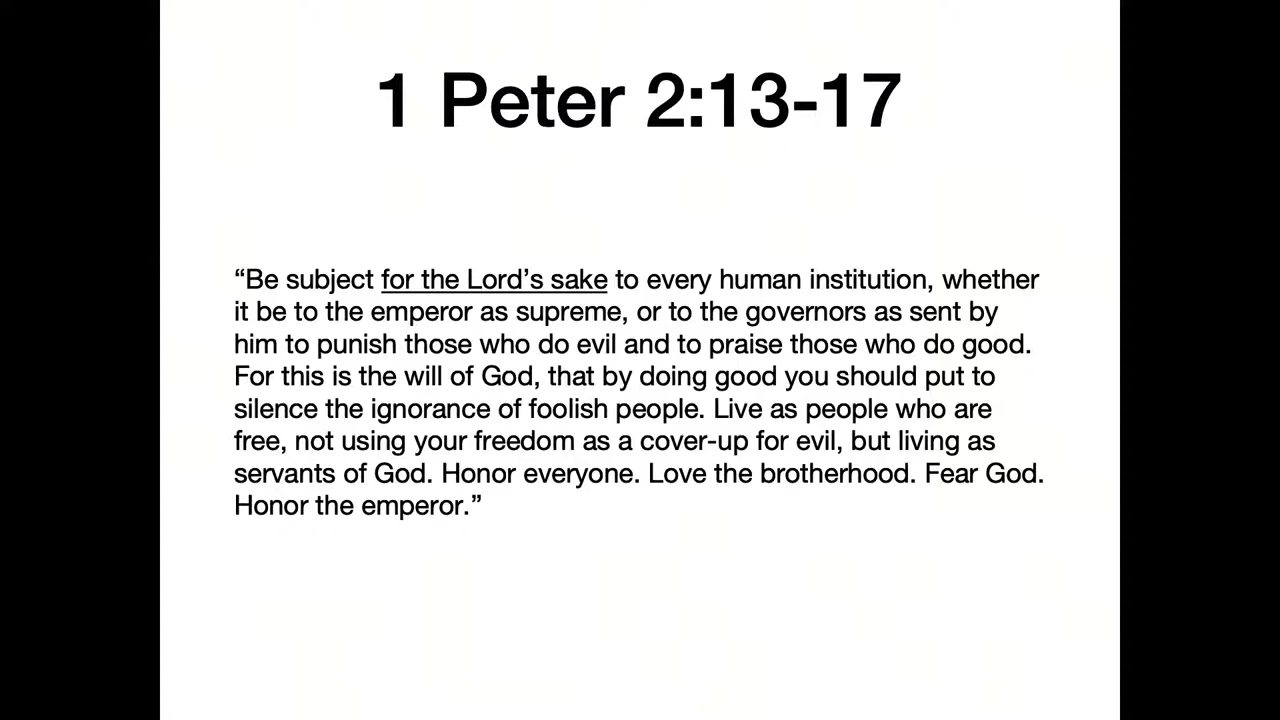 1 Peter 2:13-17
“Be subject for the Lord’s sake to every human institution, whether
it be to the emperor as supreme, or to the governors as sent by
him to punish those who do evil and to praise those who do good.
For this is the will of God, that by doing good you should put to
silence the ignorance of foolish people. Live as people who are
free, not using your freedom as a cover-up for evil, but living as
servants of God. Honor everyone. Love the brotherhood. Fear God.
Honor the emperor.”